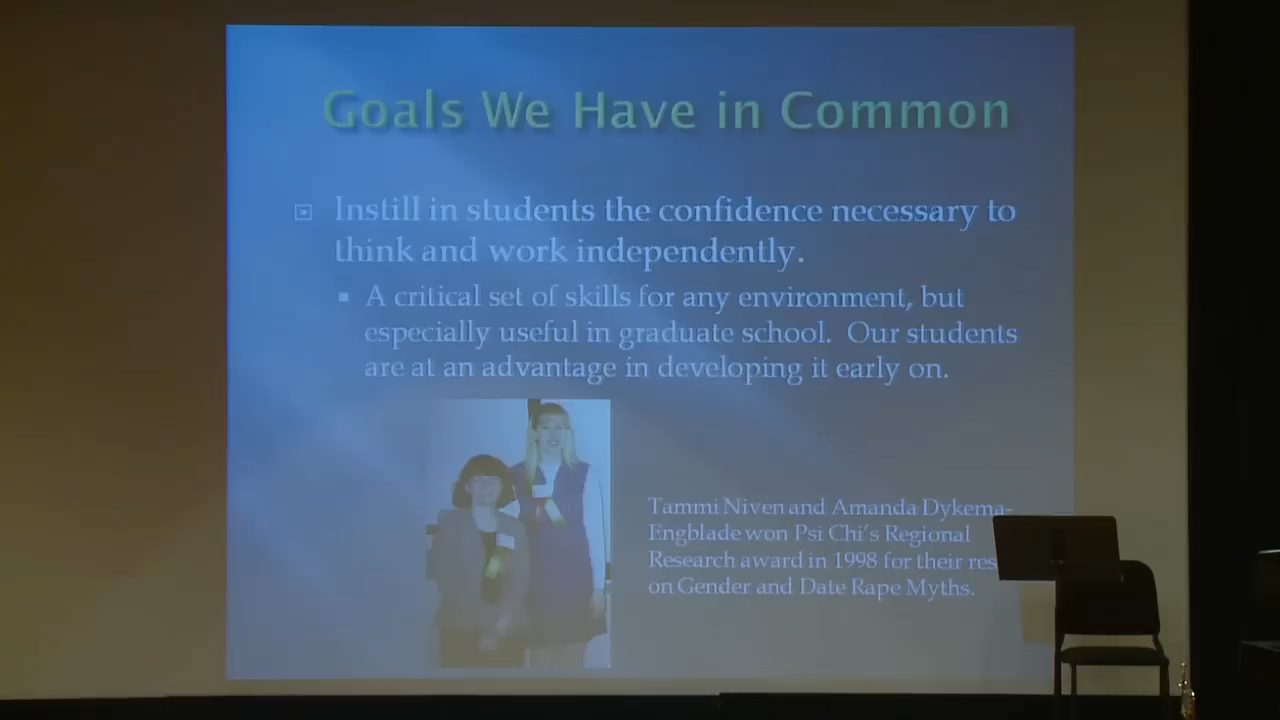 Goals We Have in Common
Instill in students the confidence necessary to
think and work independently.
A critical set of skills for any environment, but
especially useful in graduate school. Our students
are at an advantage in developing it early on.
Tammi Niven and Amanda Dykema-
Engblade won Psi Chi's Regional
Research award in 1998 for their res
on Gender and Date Rape Myths.